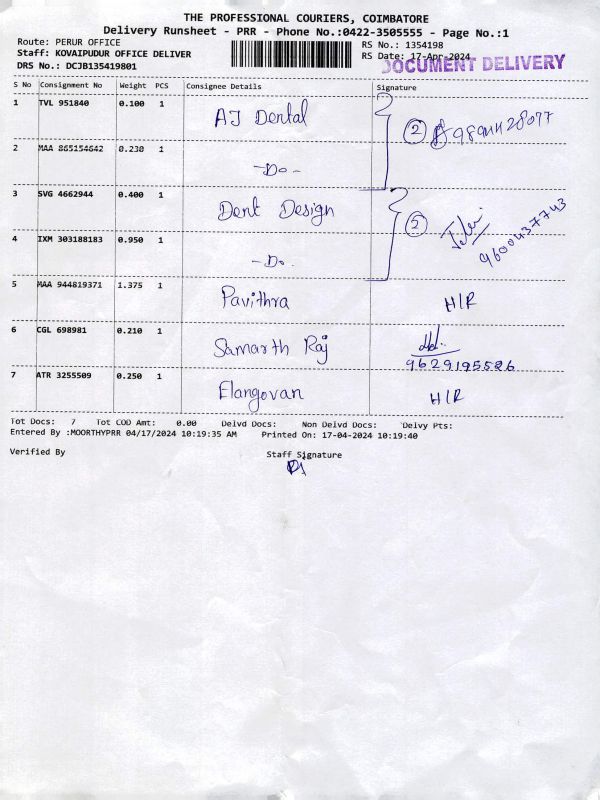 THE PROFESSIONAL COURIERS, COIMBATORE
Delivery Runsheet - PRR - Phone No.:0422-3505555 - Page No.:1
Route: PERUR OFFICE
Staff: KOVAIPUDUR OFFICE DELIVER
DRS No.: DCJB135419801
RS No.: 1354198
RS Date: 17-Apr-2024
DOCUMENT DELIVERY
S No Consignment No Weight PCS Consignee Details Signature
1 TVL 951840 0.100 1 AJ Dental
2 MAA 865154642 0.230 1 -Do-
2
3 SVG 4662944 0.400 1 Dent Design
4 IXM 303188183 0.950 1 -Do.
2 9600437743
5 MAA 944819371 1.375 1 Pavithra H/R
6 CGL 698981 0.210 1 Samarth Raj
9629195526
7 ATR 3255509 0.250 1 Elangovan H/R
Tot Docs: 7 Tot COD Amt: 0.00 Delvd Docs: Non Delvd Docs: Delvy Pts:
Entered By :MOORTHYPRR 04/17/2024 10:19:35 AM Printed On: 17-04-2024 10:19:40
Verified By Staff Signature